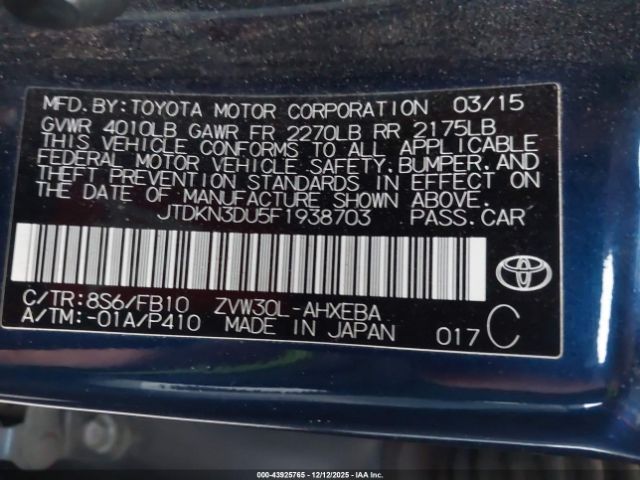 MFD. BY: TOYOTA MOTOR CORPORATION 03/15
GVWR 4010LB GAWR FR 2270LB RR 2175LB
THIS VEHICLE CONFORMS TO ALL APPLICABLE
FEDERAL MOTOR VEHICLE SAFETY, BUMPER, AND
THEFT PREVENTION STANDARDS IN EFFECT ON
THE DATE OF MANUFACTURE SHOWN ABOVE.
JTDKN3DU5F1938703 PASS. CAR
C/TR: 8S6/FB10 ZVW30L-AHXEBA
A/TM: -01A/P410 MADE IN JAPAN 017 C
TOYOTA
000-43925765 - 12/12/2025 - IAA Inc.